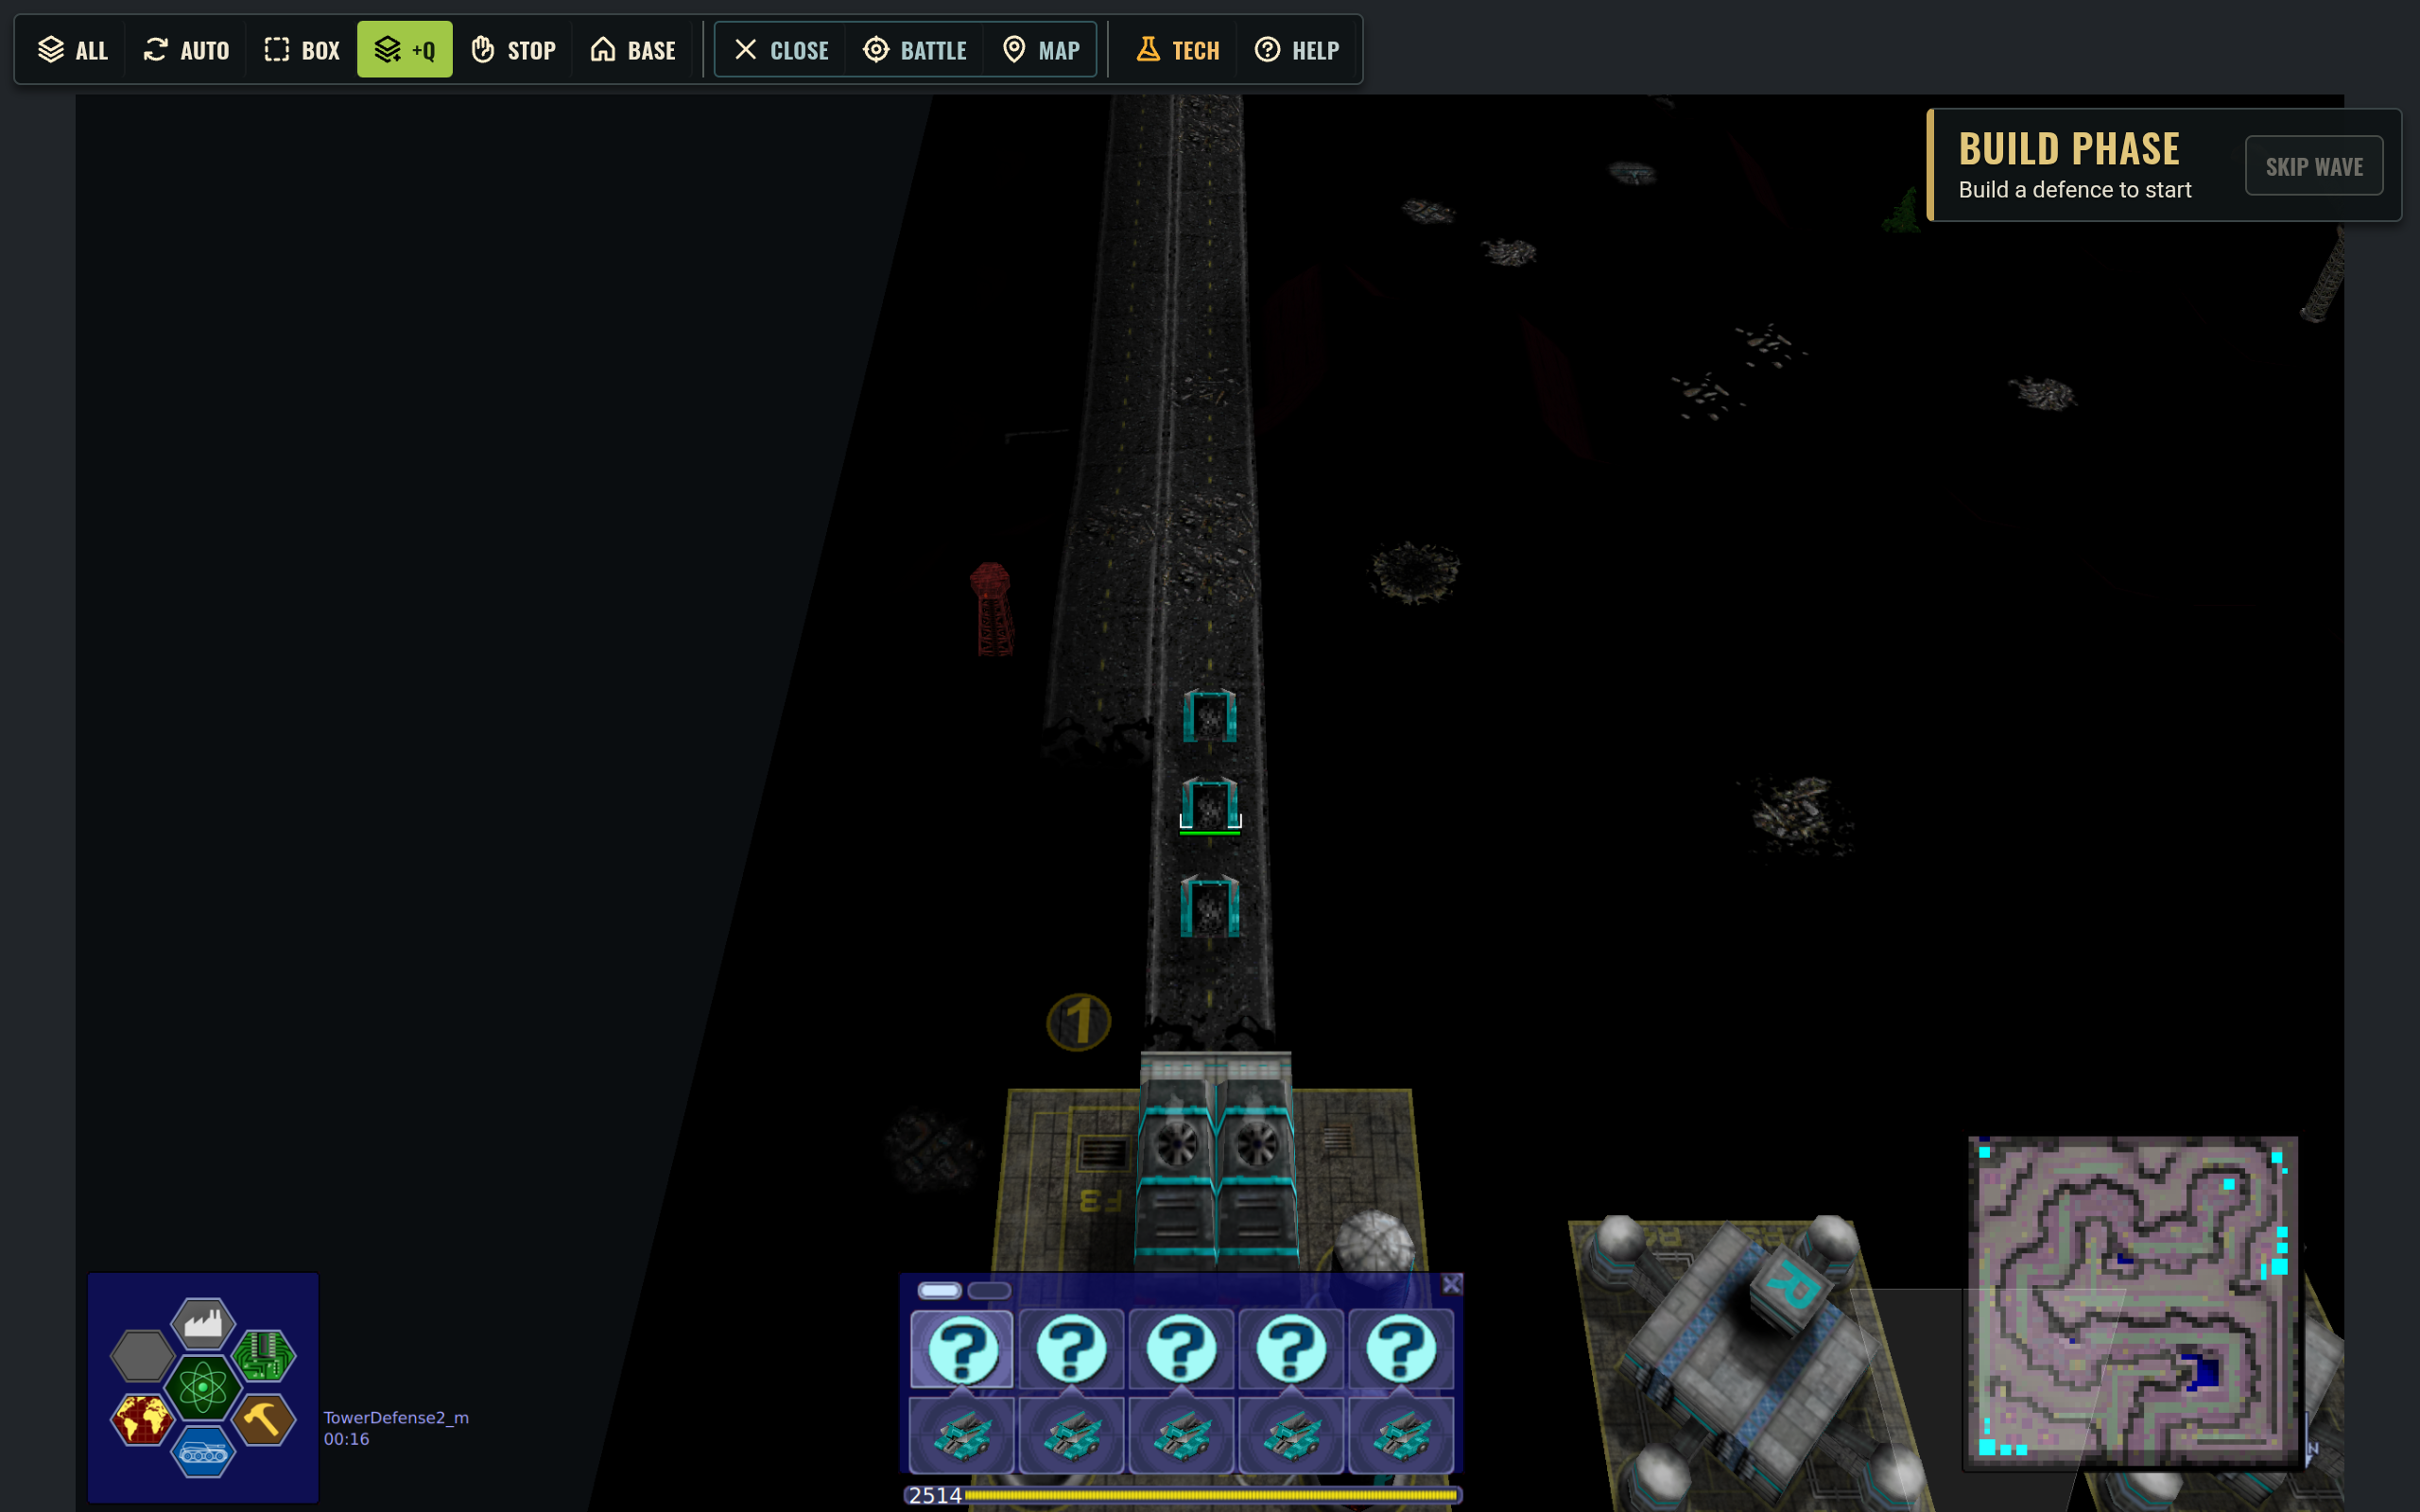 ALL
AUTO
BOX
+Q
STOP
BASE
CLOSE
BATTLE
MAP
TECH
HELP
BUILD PHASE
Build a defence to start
SKIP WAVE
1
F3
R
TowerDefense2_m
00:16
? ? ? ? ?
2514